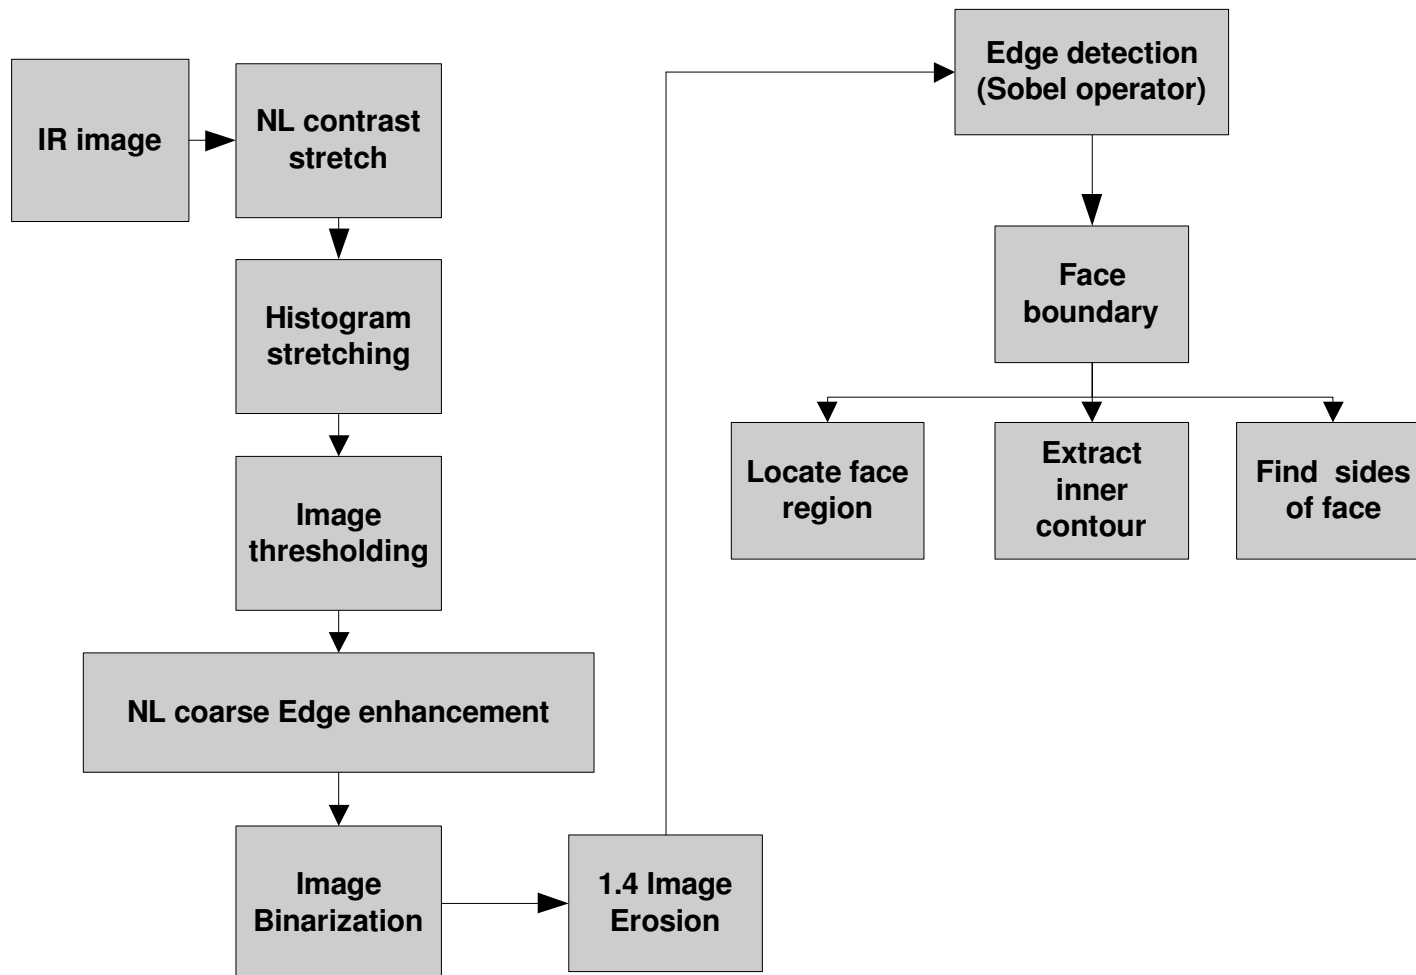 IR image
NL contrast
stretch
Histogram
stretching
Image
thresholding
NL coarse Edge enhancement
Image
Binarization
1.4 Image
Erosion
Edge detection
(Sobel operator)
Face
boundary
Locate face
region
Extract
inner
contour
Find sides
of face